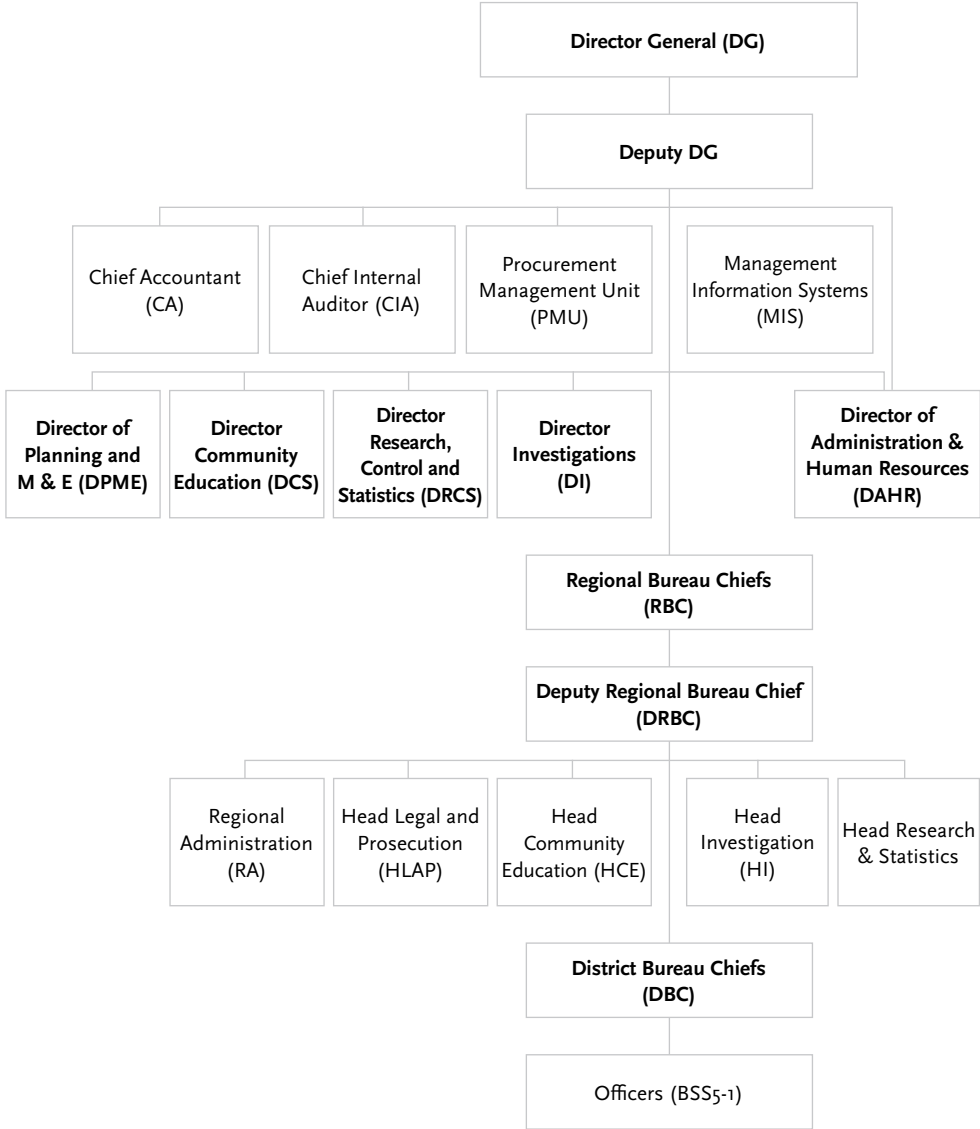 Director General (DG)
Deputy DG
Chief Accountant
(CA)
Chief Internal
Auditor (CIA)
Procurement
Management Unit
(PMU)
Management
Information Systems
(MIS)
Director of
Planning and
M & E (DPME)
Director
Community
Education (DCS)
Director
Research,
Control and
Statistics (DRCS)
Director
Investigations
(DI)
Director of
Administration &
Human Resources
(DAHR)
Regional Bureau Chiefs
(RBC)
Deputy Regional Bureau Chief
(DRBC)
Regional
Administration
(RA)
Head Legal and
Prosecution
(HLAP)
Head
Community
Education (HCE)
Head
Investigation
(HI)
Head Research
& Statistics
District Bureau Chiefs
(DBC)
Officers (BSS5-1)